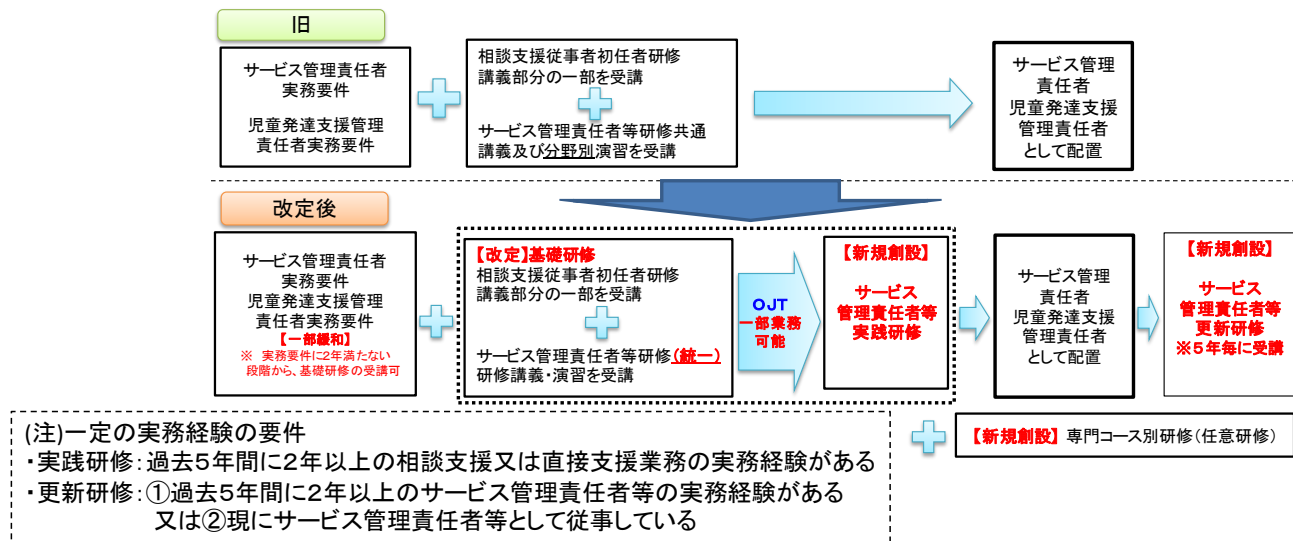 旧
サービス管理責任者
実務要件
児童発達支援管理
責任者実務要件
相談支援従事者初任者研修
講義部分の一部を受講
サービス管理責任者等研修共通
講義及び分野別演習を受講
サービス管理
責任者
児童発達支援
管理責任者
として配置
改定後
サービス管理責任者
実務要件
児童発達支援管理
責任者実務要件
【一部緩和】
※ 実務要件に2年満たない
段階から、基礎研修の受講可
【改定】基礎研修
相談支援従事者初任者研修
講義部分の一部を受講
サービス管理責任者等研修(統一)
研修講義・演習を受講
OJT
一部業務
可能
【新規創設】
サービス
管理責任者等
実践研修
サービス管理
責任者
児童発達支援
管理責任者
として配置
【新規創設】
サービス
管理責任者等
更新研修
※5年毎に受講
【新規創設】 専門コース別研修(任意研修)
(注)一定の実務経験の要件
・実践研修:過去5年間に2年以上の相談支援又は直接支援業務の実務経験がある
・更新研修:①過去5年間に2年以上のサービス管理責任者等の実務経験がある
又は②現にサービス管理責任者等として従事している